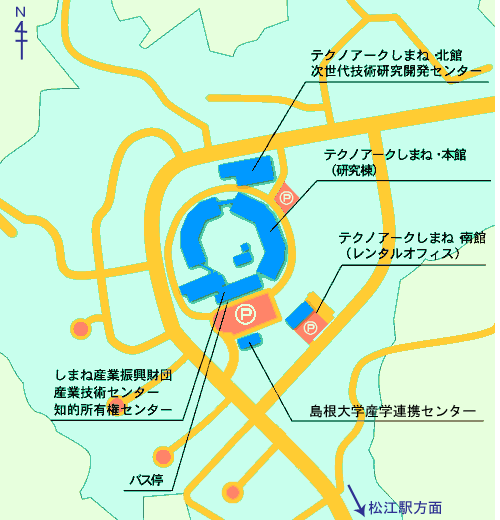 N
4
テクノアークしまね・北館
次世代技術研究開発センター
テクノアークしまね・本館
（研究棟）
P
テクノアークしまね 南館
（レンタルオフィス）
P
P
しまね産業振興財団
産業技術センター
知的所有権センター
島根大学産学連携センター
バス停
松江駅方面